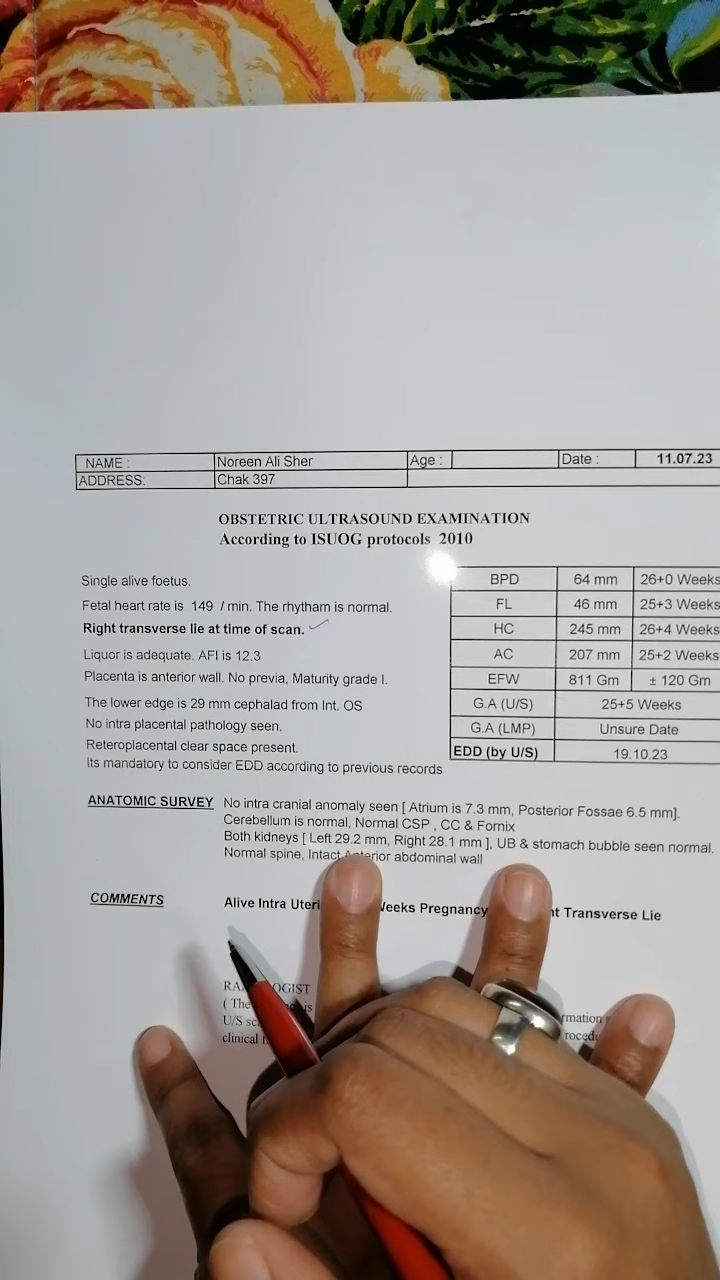 NAME : Noreen Ali Sher Age : Date : 11.07.23
ADDRESS: Chak 397
OBSTETRIC ULTRASOUND EXAMINATION
According to ISUOG protocols 2010
Single alive foetus.
Fetal heart rate is 149 / min. The rhytham is normal.
Right transverse lie at time of scan.
Liquor is adequate. AFI is 12.3
Placenta is anterior wall. No previa, Maturity grade I.
The lower edge is 29 mm cephalad from Int. OS
No intra placental pathology seen.
Reteroplacental clear space present.
Its mandatory to consider EDD according to previous records
BPD 64 mm 26+0 Weeks
FL 46 mm 25+3 Weeks
HC 245 mm 26+4 Weeks
AC 207 mm 25+2 Weeks
EFW 811 Gm ± 120 Gm
G.A (U/S) 25+5 Weeks
G.A (LMP) Unsure Date
EDD (by U/S) 19.10.23
ANATOMIC SURVEY No intra cranial anomaly seen [ Atrium is 7.3 mm, Posterior Fossae 6.5 mm].
Cerebellum is normal, Normal CSP , CC & Fornix
Both kidneys [ Left 29.2 mm, Right 28.1 mm ], UB & stomach bubble seen normal.
Normal spine, Intact Anterior abdominal wall
COMMENTS Alive Intra Weeks Pregnancy Transverse Lie
( The is
U/S
clinical